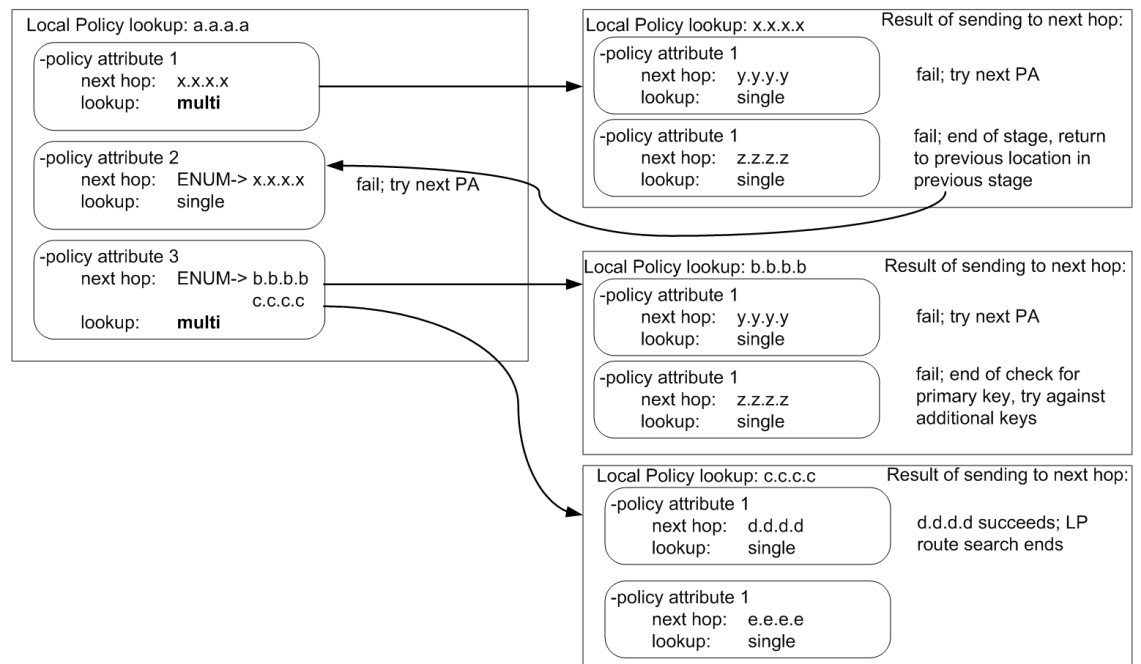 Local Policy lookup: a.a.a.a
-policy attribute 1
next hop: x.x.x.x
lookup: multi
-policy attribute 2
next hop: ENUM-> x.x.x.x
lookup: single
-policy attribute 3
next hop: ENUM-> b.b.b.b
c.c.c.c
lookup: multi
fail; try next PA
Local Policy lookup: x.x.x.x
Result of sending to next hop:
-policy attribute 1
next hop: y.y.y.y
lookup: single
fail; try next PA
-policy attribute 1
next hop: z.z.z.z
lookup: single
fail; end of stage, return
to previous location in
previous stage
Local Policy lookup: b.b.b.b
Result of sending to next hop:
-policy attribute 1
next hop: y.y.y.y
lookup: single
fail; try next PA
-policy attribute 1
next hop: z.z.z.z
lookup: single
fail; end of check for
primary key, try against
additional keys
Local Policy lookup: c.c.c.c
Result of sending to next hop:
-policy attribute 1
next hop: d.d.d.d
lookup: single
d.d.d.d succeeds; LP
route search ends
-policy attribute 1
next hop: e.e.e.e
lookup: single